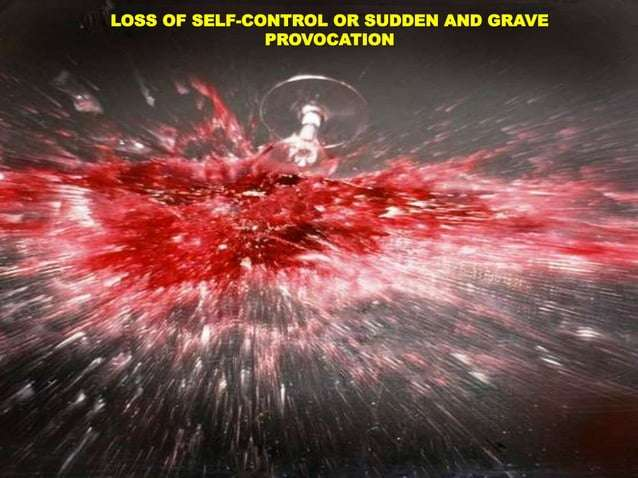 LOSS OF SELF-CONTROL OR SUDDEN AND GRAVE
PROVOCATION